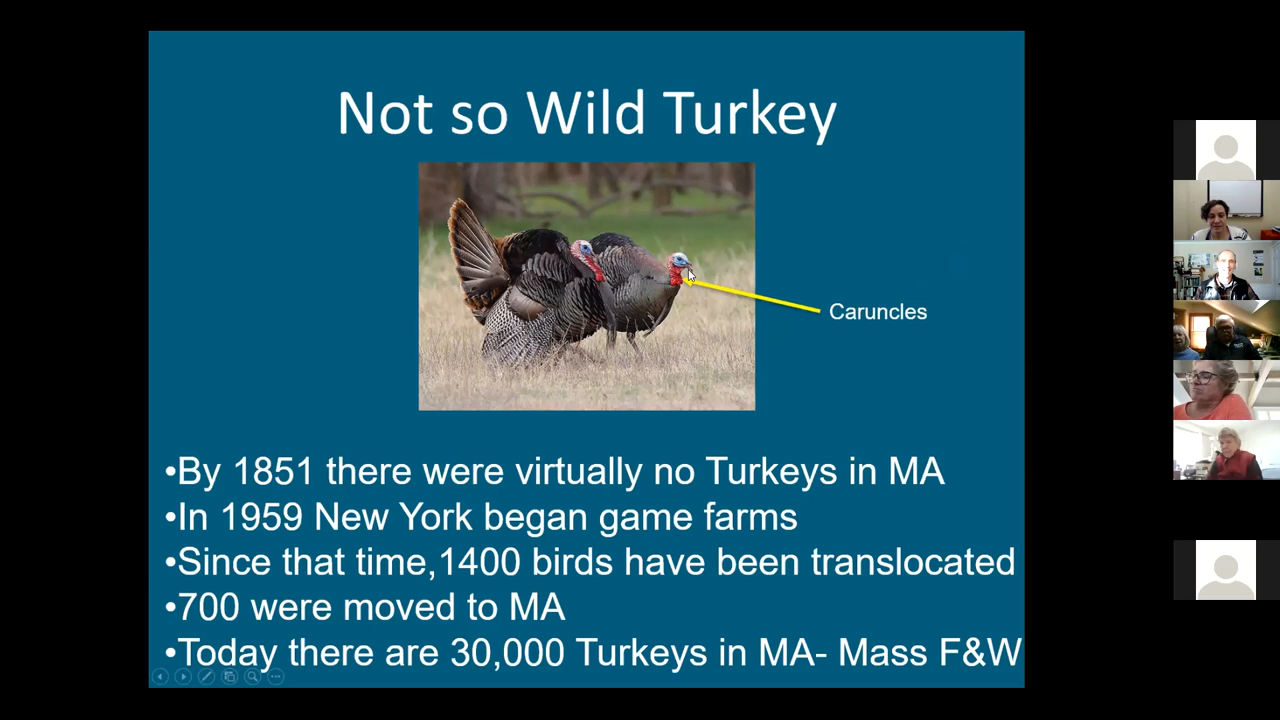 Not so Wild Turkey
Caruncles
•By 1851 there were virtually no Turkeys in MA
•In 1959 New York began game farms
•Since that time,1400 birds have been translocated
•700 were moved to MA
•Today there are 30,000 Turkeys in MA- Mass F&W